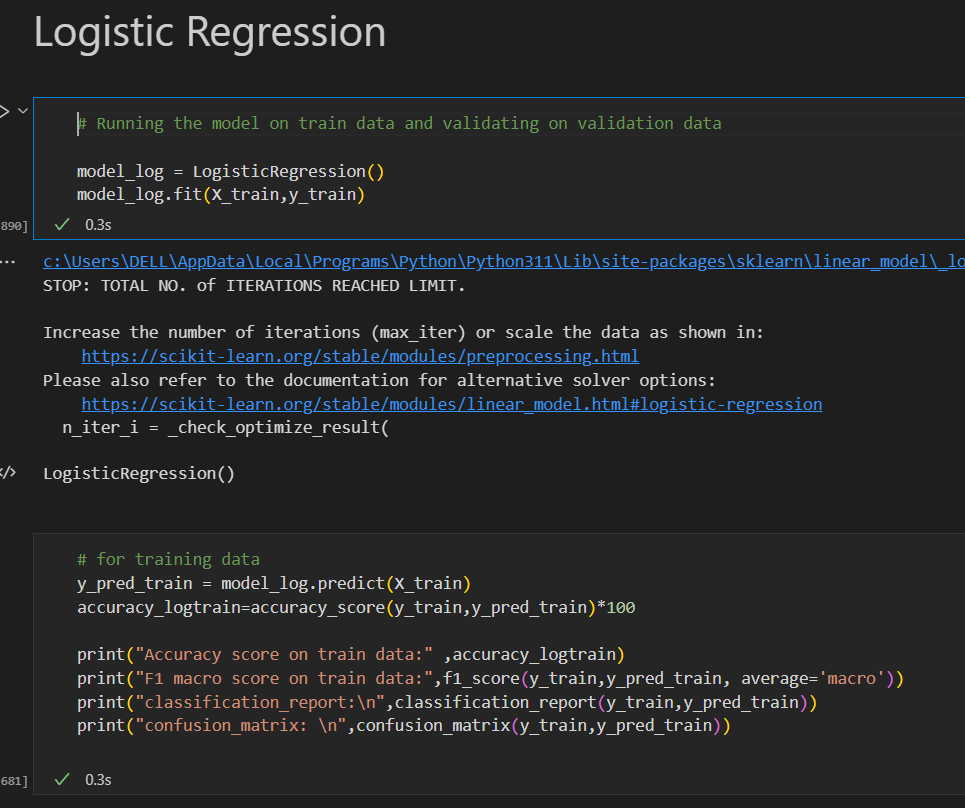 Logistic Regression
# Running the model on train data and validating on validation data
model_log = LogisticRegression()
model_log.fit(X_train,y_train)
890]
0.3s
c:\Users\DELL\AppData\Local\Programs\Python\Python311\Lib\site-packages\sklearn\linear_model\_lo
STOP: TOTAL NO. of ITERATIONS REACHED LIMIT.
Increase the number of iterations (max_iter) or scale the data as shown in:
https://scikit-learn.org/stable/modules/preprocessing.html
Please also refer to the documentation for alternative solver options:
https://scikit-learn.org/stable/modules/linear_model.html#logistic-regression
n_iter_i = _check_optimize_result(
LogisticRegression()
# for training data
y_pred_train = model_log.predict(X_train)
accuracy_logtrain=accuracy_score(y_train,y_pred_train)*100
print("Accuracy score on train data:" ,accuracy_logtrain)
print("F1 macro score on train data:",f1_score(y_train,y_pred_train, average='macro'))
print("classification_report:\n",classification_report(y_train,y_pred_train))
print("confusion_matrix: \n",confusion_matrix(y_train,y_pred_train))
681]
0.3s